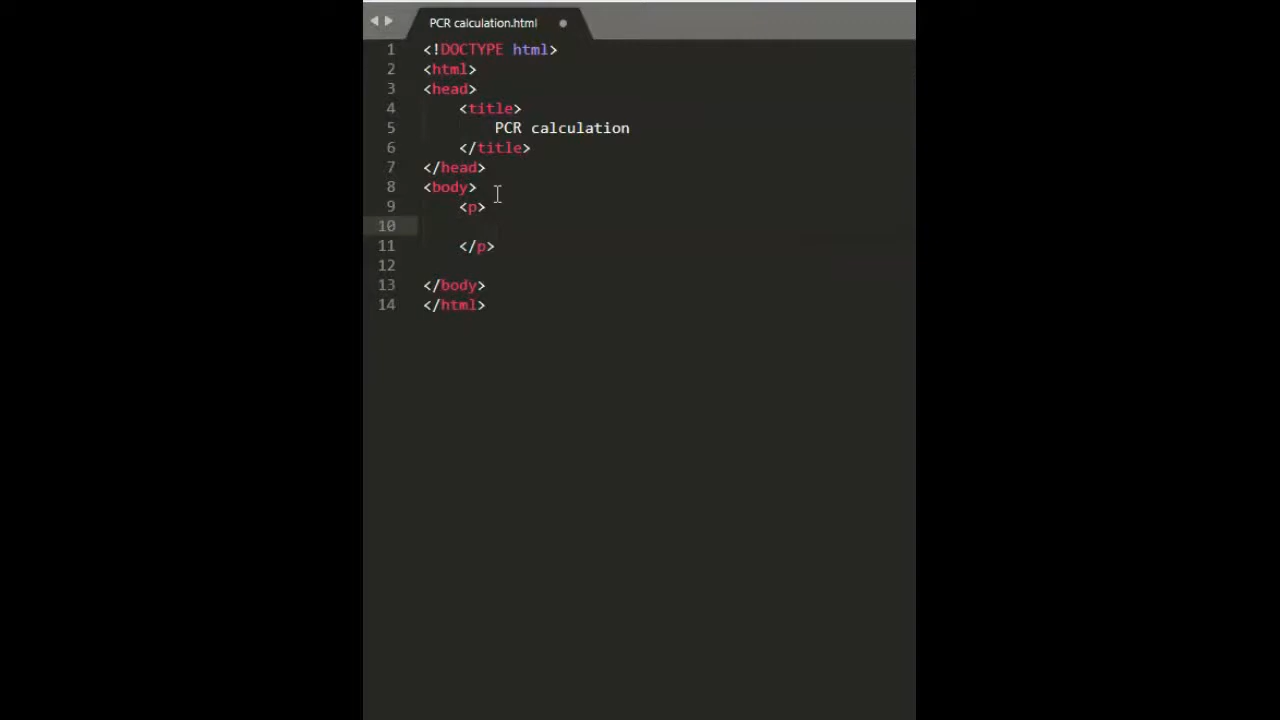 PCR calculation.html
1 <!DOCTYPE html>
2 <html>
3 <head>
4 <title>
5 PCR calculation
6 </title>
7 </head>
8 <body>
9 <p>
10
11 </p>
12
13 </body>
14 </html>